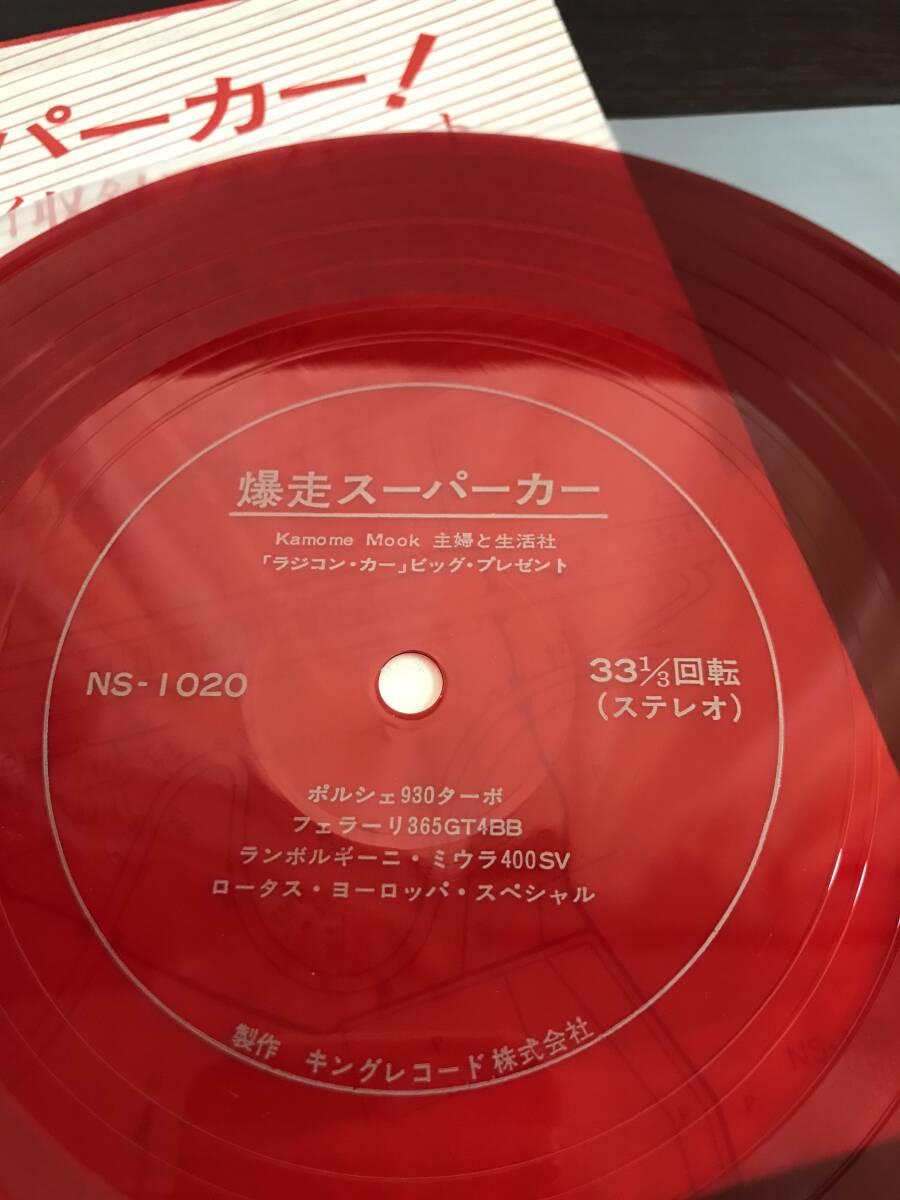 パーカー!
ト
収録
爆走スーパーカー
Kamome Mook 主婦と生活社
「ラジコン・カー」ビッグ・プレゼント
NS-1020
33⅓回転
(ステレオ)
ポルシェ930ターボ
フェラーリ365GT4BB
ランボルギーニ・ミウラ400SV
ロータス・ヨーロッパ・スペシャル
製作 キングレコード株式会社
NS